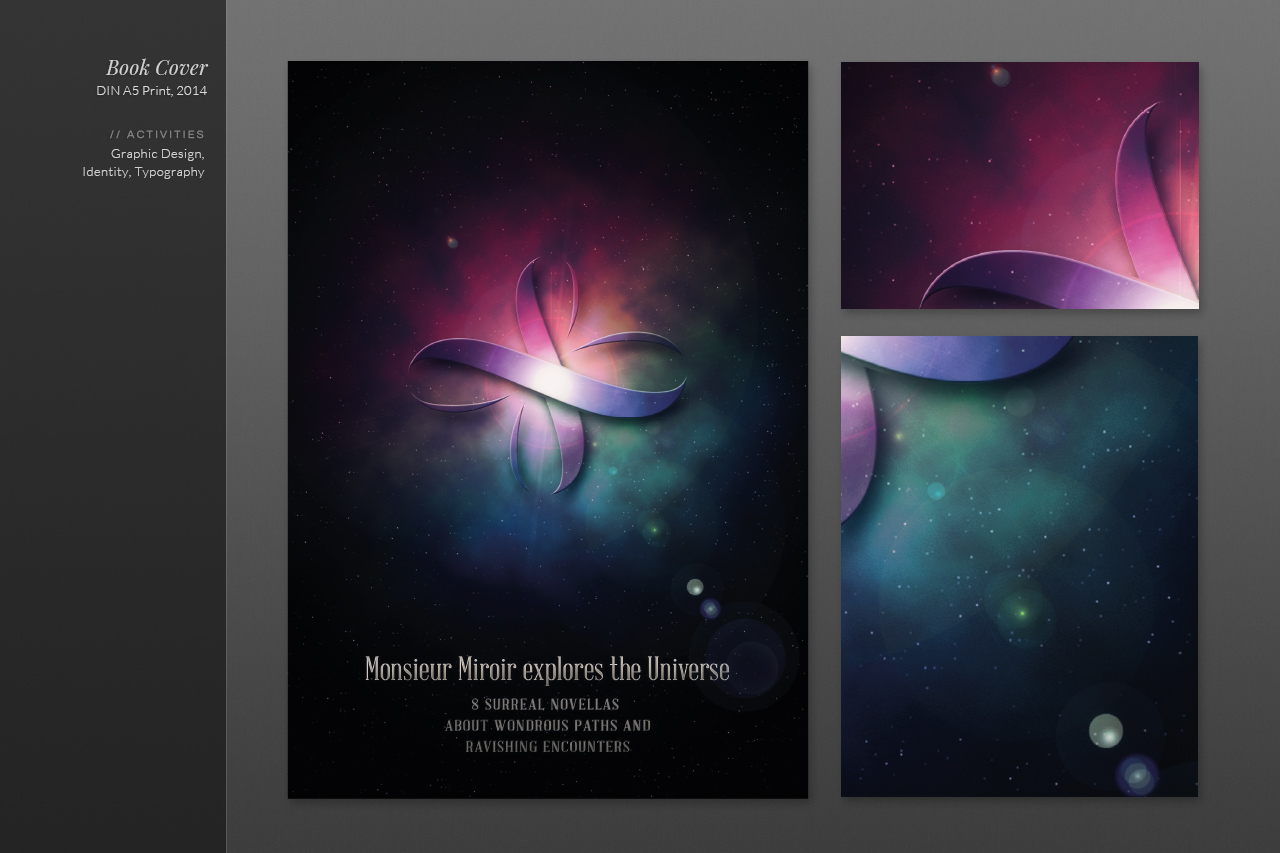 Book Cover
DIN A5 Print, 2014
// ACTIVITIES
Graphic Design,
Identity, Typography
Monsieur Miroir explores the Universe
8 SURREAL NOVELLAS
ABOUT WONDROUS PATHS AND
RAVISHING ENCOUNTERS